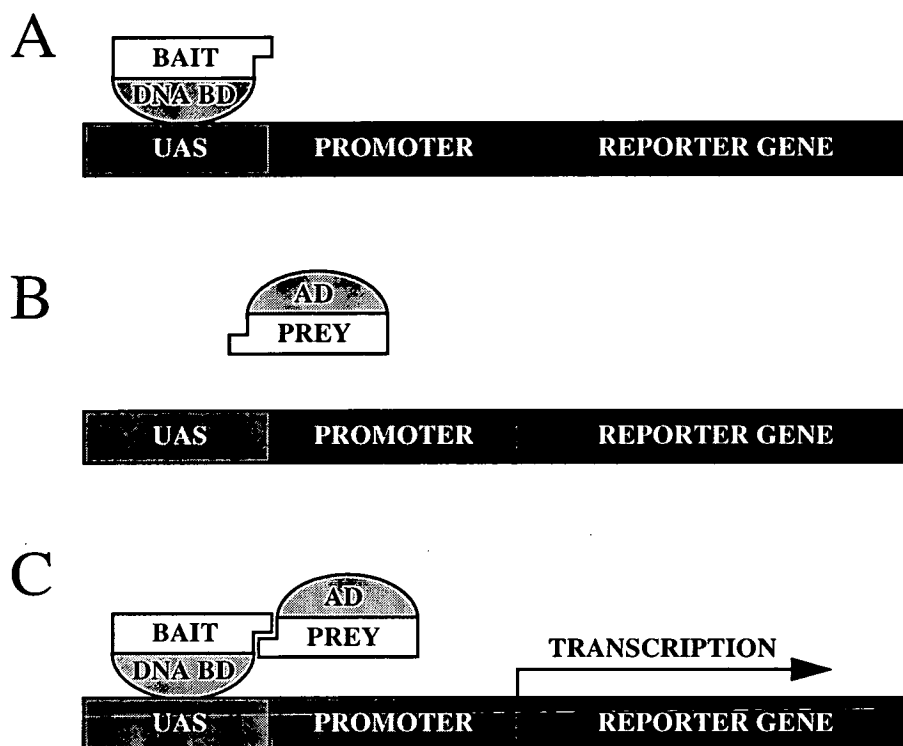 A
BAIT
DNA BD
UAS PROMOTER REPORTER GENE
B
AD
PREY
UAS PROMOTER REPORTER GENE
C
AD
BAIT PREY
TRANSCRIPTION
DNA BD
UAS PROMOTER REPORTER GENE